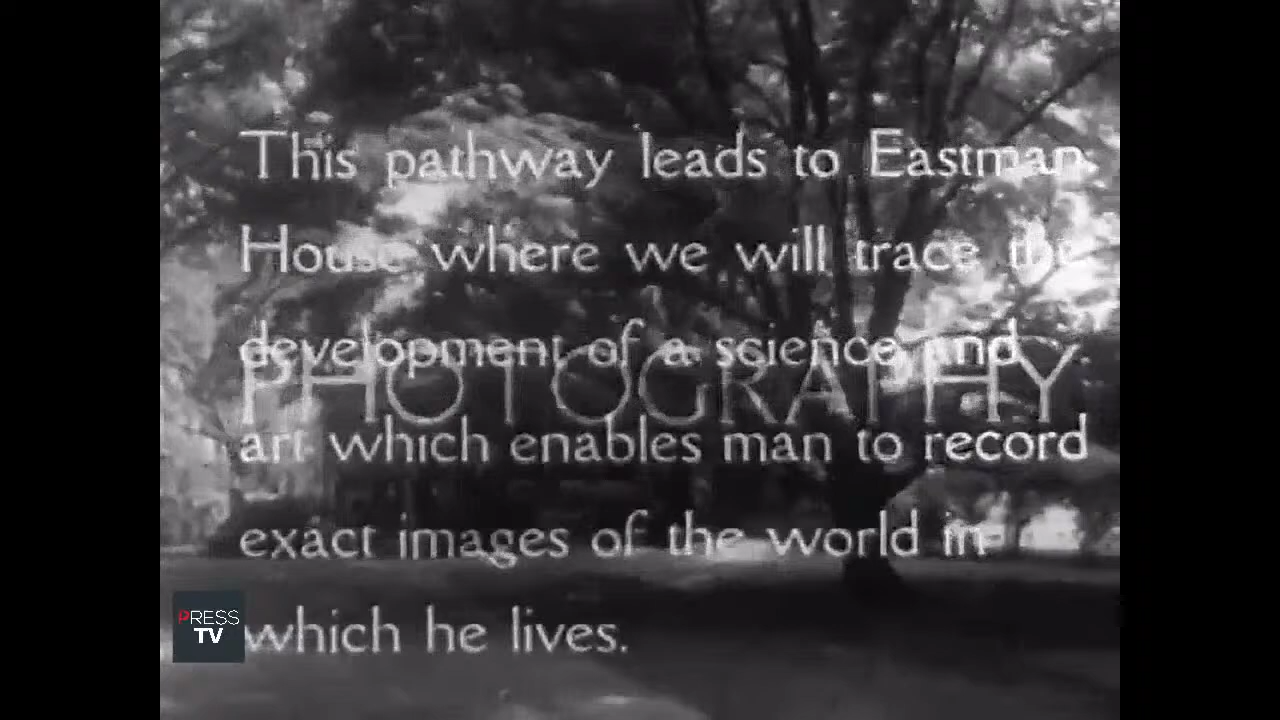 This pathway leads to Eastman
House where we will trace the
development of a science and
PHOTOGRAPHY
art which enables man to record
exact images of the world in
which he lives.
PRESS
TV